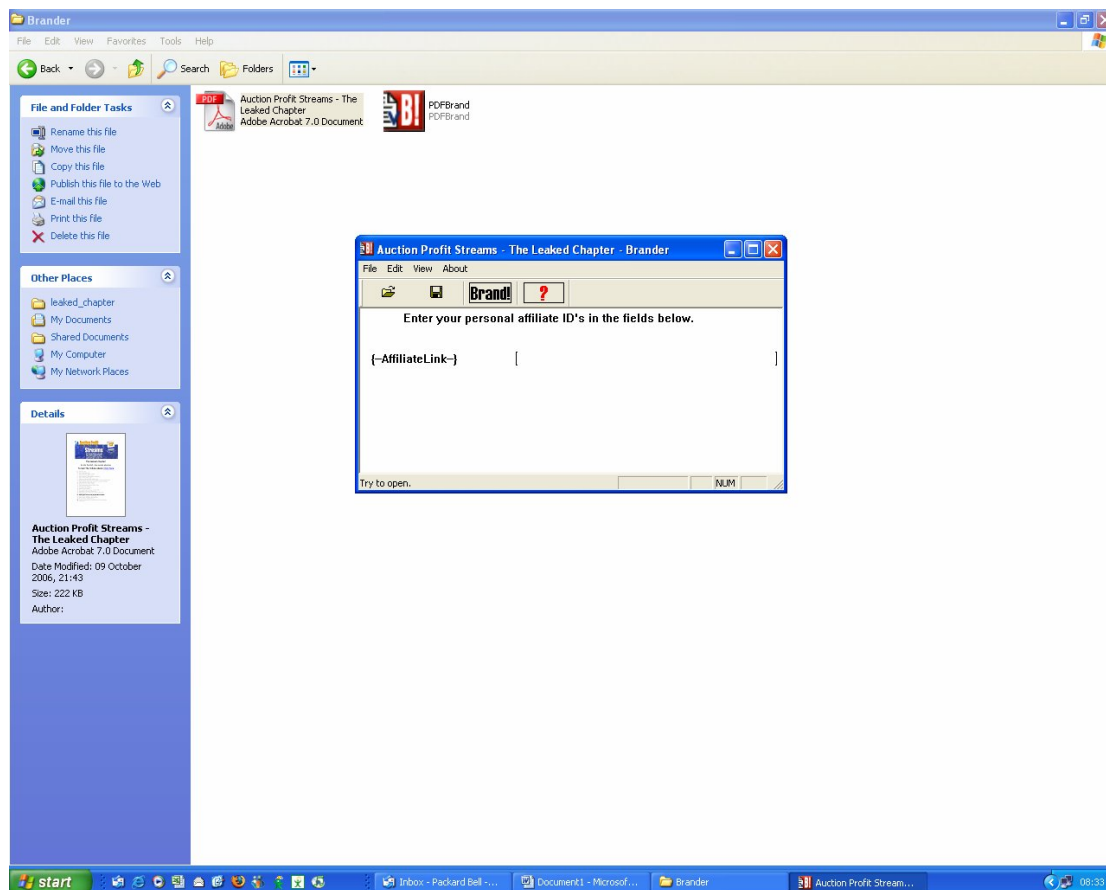 Brander
File Edit View Favorites Tools Help
Back Search Folders
File and Folder Tasks
Rename this file
Move this file
Copy this file
Publish this file to the Web
E-mail this file
Print this file
Delete this file
Other Places
leaked_chapter
My Documents
Shared Documents
My Computer
My Network Places
Details
Auction Profit Streams -
The Leaked Chapter
Adobe Acrobat 7.0 Document
Date Modified: 09 October
2006, 21:43
Size: 222 KB
Author:
PDF
Adobe
Auction Profit Streams - The
Leaked Chapter
Adobe Acrobat 7.0 Document
B!
PDFBrand
PDFBrand
Auction Profit Streams - The Leaked Chapter - Brander
File Edit View About
Brand! ?
Enter your personal affiliate ID's in the fields below.
{-AffiliateLink-} [ ]
Try to open. NUM
start Inbox - Packard Bell -... Document1 - Microsof... Brander Auction Profit Stream... 08:33